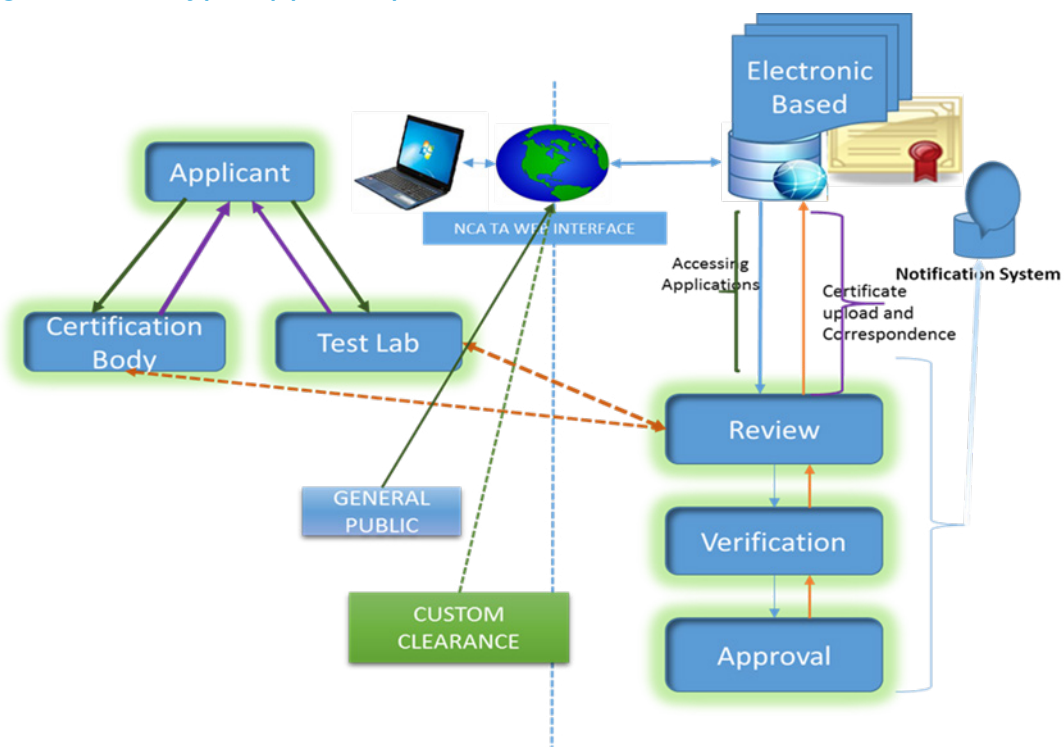 Electronic
Based
Applicant
NCA TA WEB INTERFACE
Accessing
Applications
Notification System
Certificate
upload and
Correspondence
Certification
Body
Test Lab
Review
GENERAL
PUBLIC
Verification
CUSTOM
CLEARANCE
Approval